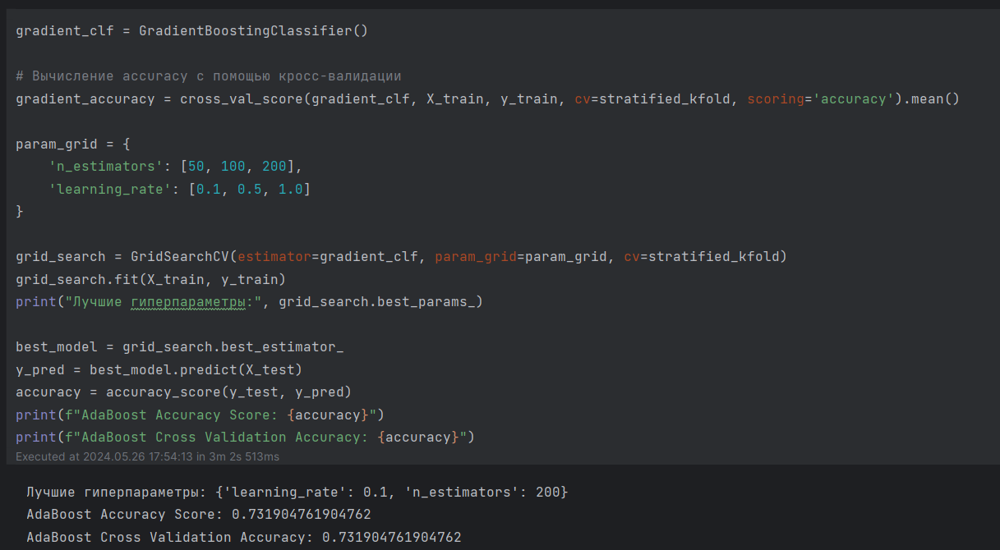 gradient_clf = GradientBoostingClassifier()
# Вычисление accuracy с помощью кросс-валидации
gradient_accuracy = cross_val_score(gradient_clf, X_train, y_train, cv=stratified_kfold, scoring='accuracy').mean()
param_grid = {
    'n_estimators': [50, 100, 200],
    'learning_rate': [0.1, 0.5, 1.0]
}
grid_search = GridSearchCV(estimator=gradient_clf, param_grid=param_grid, cv=stratified_kfold)
grid_search.fit(X_train, y_train)
print("Лучшие гиперпараметры:", grid_search.best_params_)
best_model = grid_search.best_estimator_
y_pred = best_model.predict(X_test)
accuracy = accuracy_score(y_test, y_pred)
print(f"AdaBoost Accuracy Score: {accuracy}")
print(f"AdaBoost Cross Validation Accuracy: {accuracy}")
Executed at 2024.05.26 17:54:13 in 3m 2s 513ms
Лучшие гиперпараметры: {'learning_rate': 0.1, 'n_estimators': 200}
AdaBoost Accuracy Score: 0.731904761904762
AdaBoost Cross Validation Accuracy: 0.731904761904762